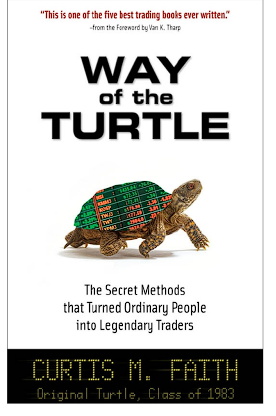 "This is one of the five best trading books ever written."
–from the Foreword by Van K. Tharp
WAY
of the
TURTLE
The Secret Methods
that Turned Ordinary People
into Legendary Traders
CURTIS M. FAITH
Original Turtle, Class of 1983